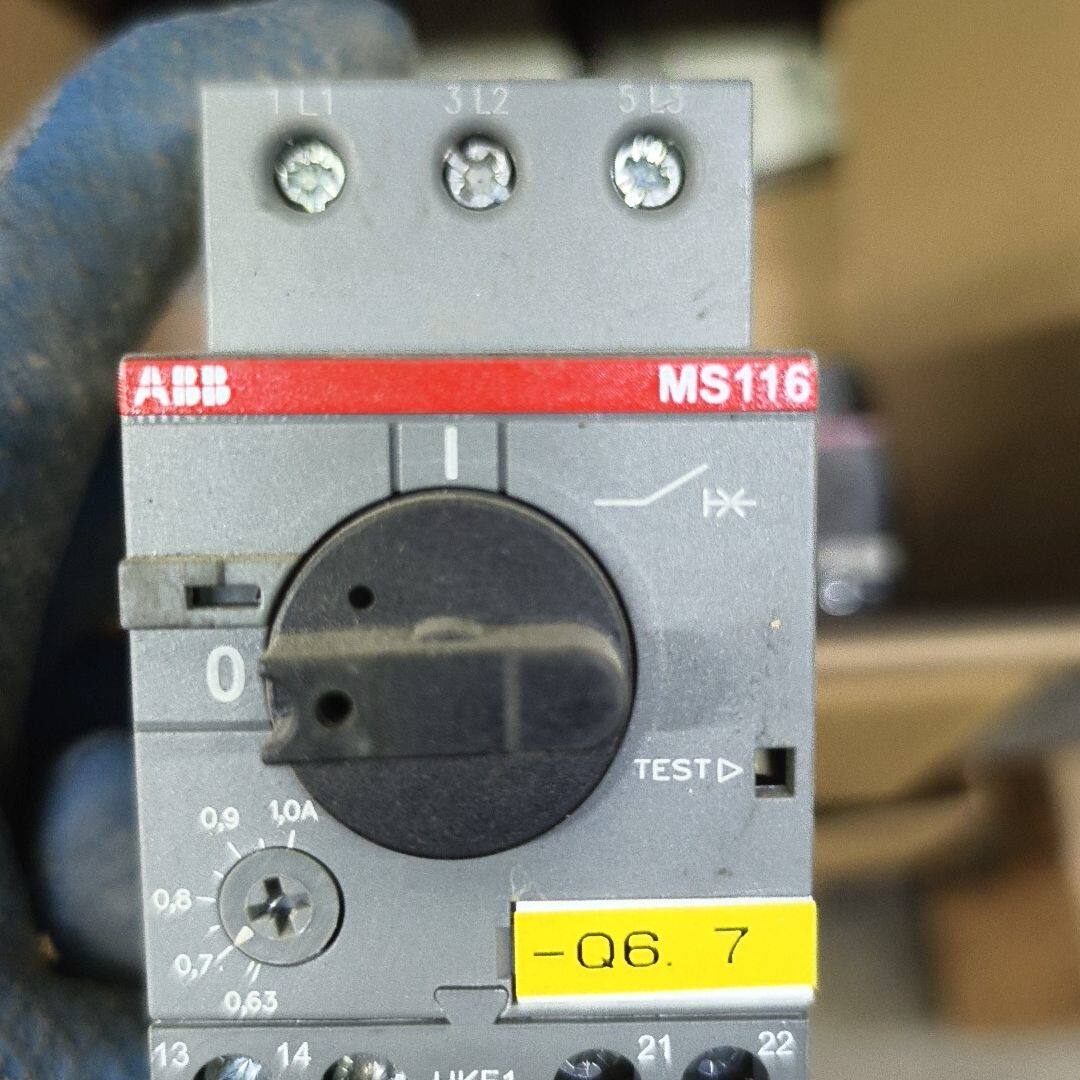 1 L1 3 L2 5 L3
ABB MS116
I
0
TEST
0,9 1,0A
0,8
0,7
0,63
-Q6. 7
13 14 21 22
HKF1